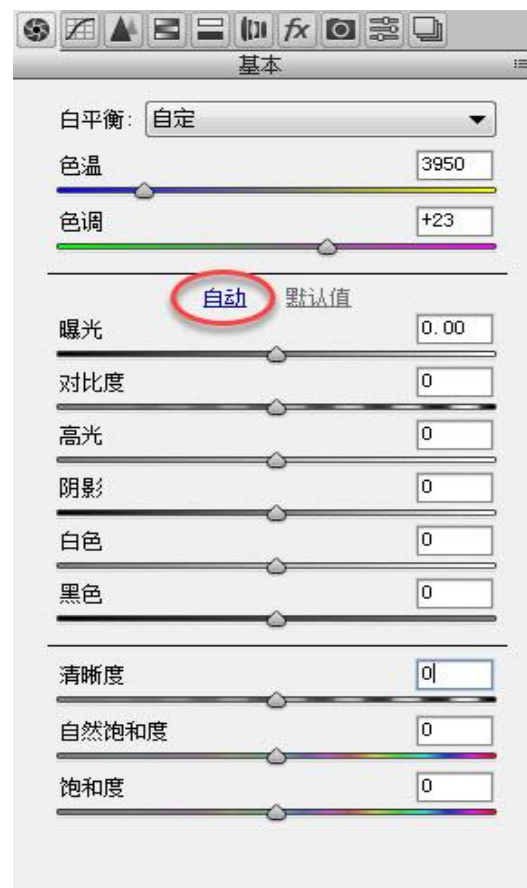 fx
基本
白平衡: 自定
色温 3950
色调 +23
自动 默认值
曝光 0.00
对比度 0
高光 0
阴影 0
白色 0
黑色 0
清晰度 0
自然饱和度 0
饱和度 0